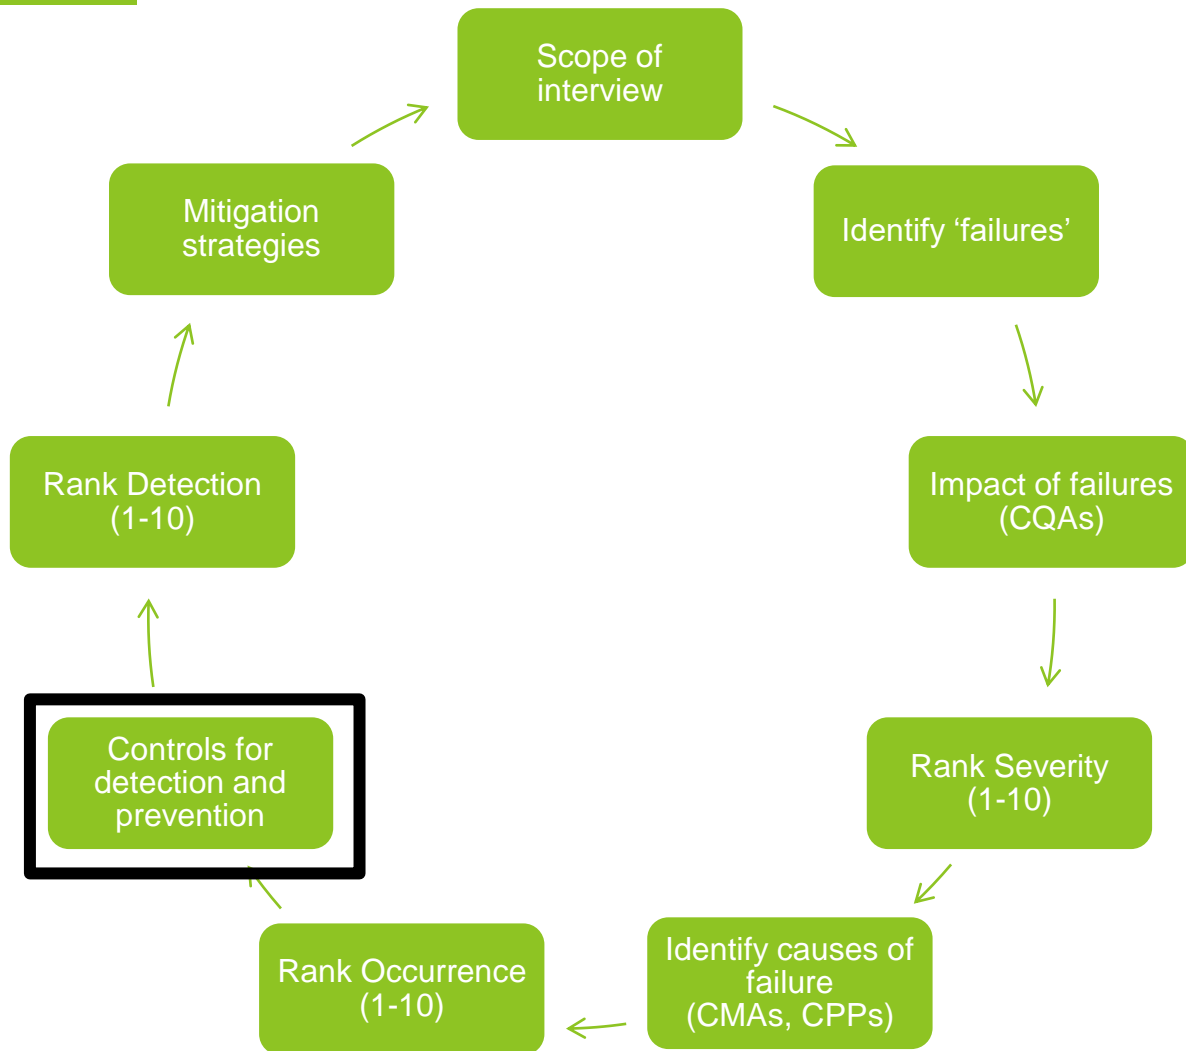 Scope of
interview
Identify ‘failures’
Impact of failures
(CQAs)
Rank Severity
(1-10)
Identify causes of
failure
(CMAs, CPPs)
Rank Occurrence
(1-10)
Controls for
detection and
prevention
Rank Detection
(1-10)
Mitigation
strategies